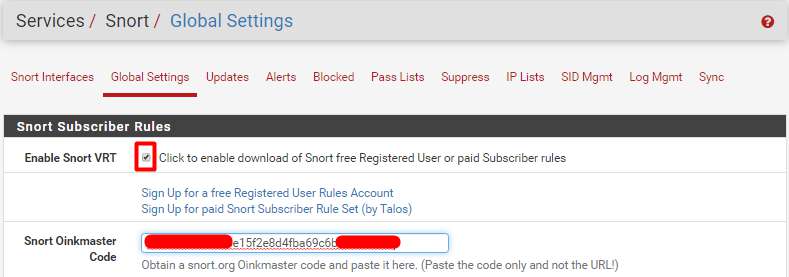 Services / Snort / Global Settings
Snort Interfaces Global Settings Updates Alerts Blocked Pass Lists Suppress IP Lists SID Mgmt Log Mgmt Sync
Snort Subscriber Rules
Enable Snort VRT Click to enable download of Snort free Registered User or paid Subscriber rules
Sign Up for a free Registered User Rules Account
Sign Up for paid Snort Subscriber Rule Set (by Talos)
Snort Oinkmaster Code e15f2e8d4fba69c6b
Obtain a snort.org Oinkmaster code and paste it here. (Paste the code only and not the URL!)